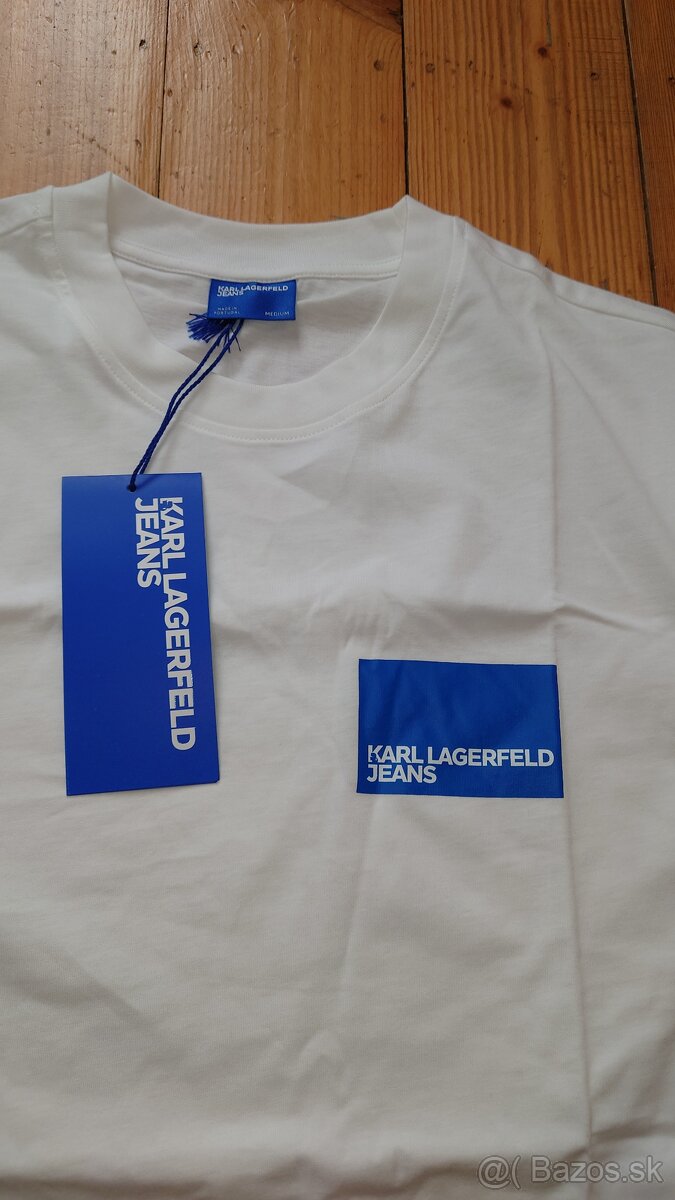 KARL LAGERFELD
JEANS
MADE IN
PORTUGAL
MEDIUM
KARL LAGERFELD
JEANS
KARL LAGERFELD
JEANS
@( Bazos.sk